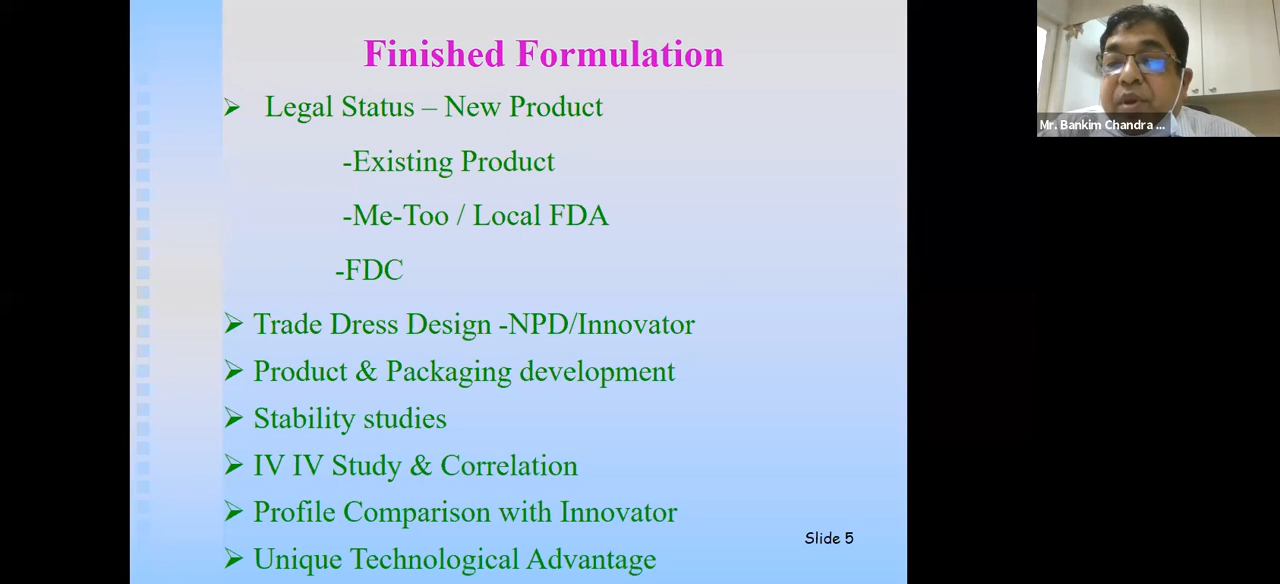 Finished Formulation
Legal Status – New Product
-Existing Product
-Me-Too / Local FDA
-FDC
Trade Dress Design -NPD/Innovator
Product & Packaging development
Stability studies
IV IV Study & Correlation
Profile Comparison with Innovator
Unique Technological Advantage
Slide 5
Mr. Bankim Chandra ...